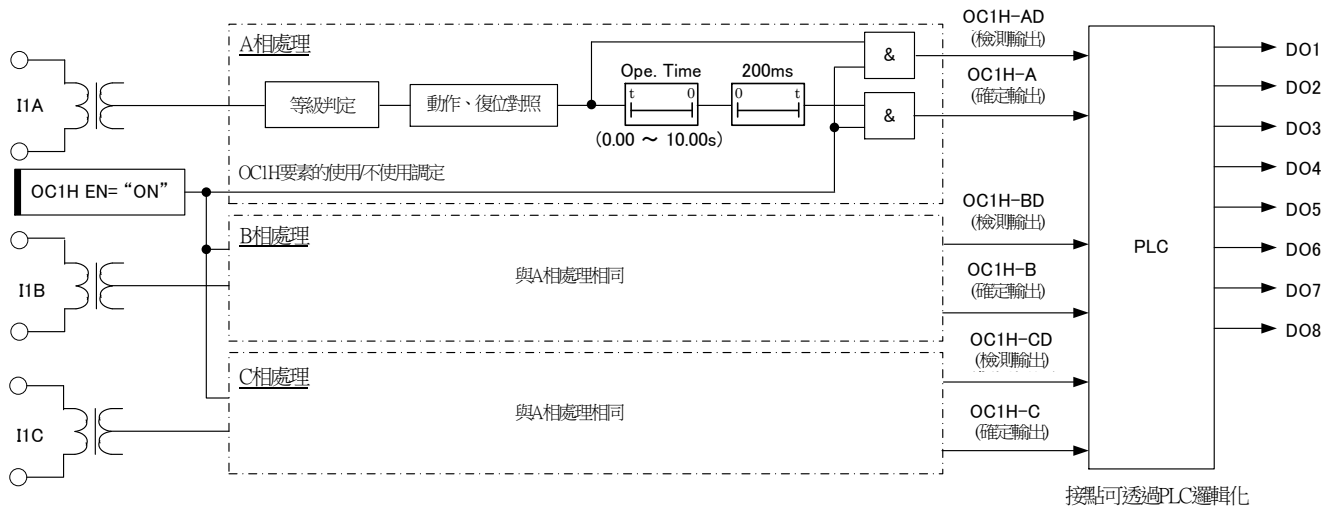 OC1H-AD
(檢測輸出)
A相處理
&
DO1
Ope. Time
200ms
DO2
I1A
等級判定
動作、復位對照
t 0
0 t
OC1H-A
(確定輸出)
&
DO3
(0.00 ～ 10.00s)
DO4
OC1H要素的使用/不使用調定
OC1H EN= “ON”
OC1H-BD
(檢測輸出)
DO5
B相處理
PLC
DO6
I1B
與A相處理相同
OC1H-B
(確定輸出)
DO7
DO8
OC1H-CD
(檢測輸出)
C相處理
I1C
與A相處理相同
OC1H-C
(確定輸出)
接點可透過PLC邏輯化